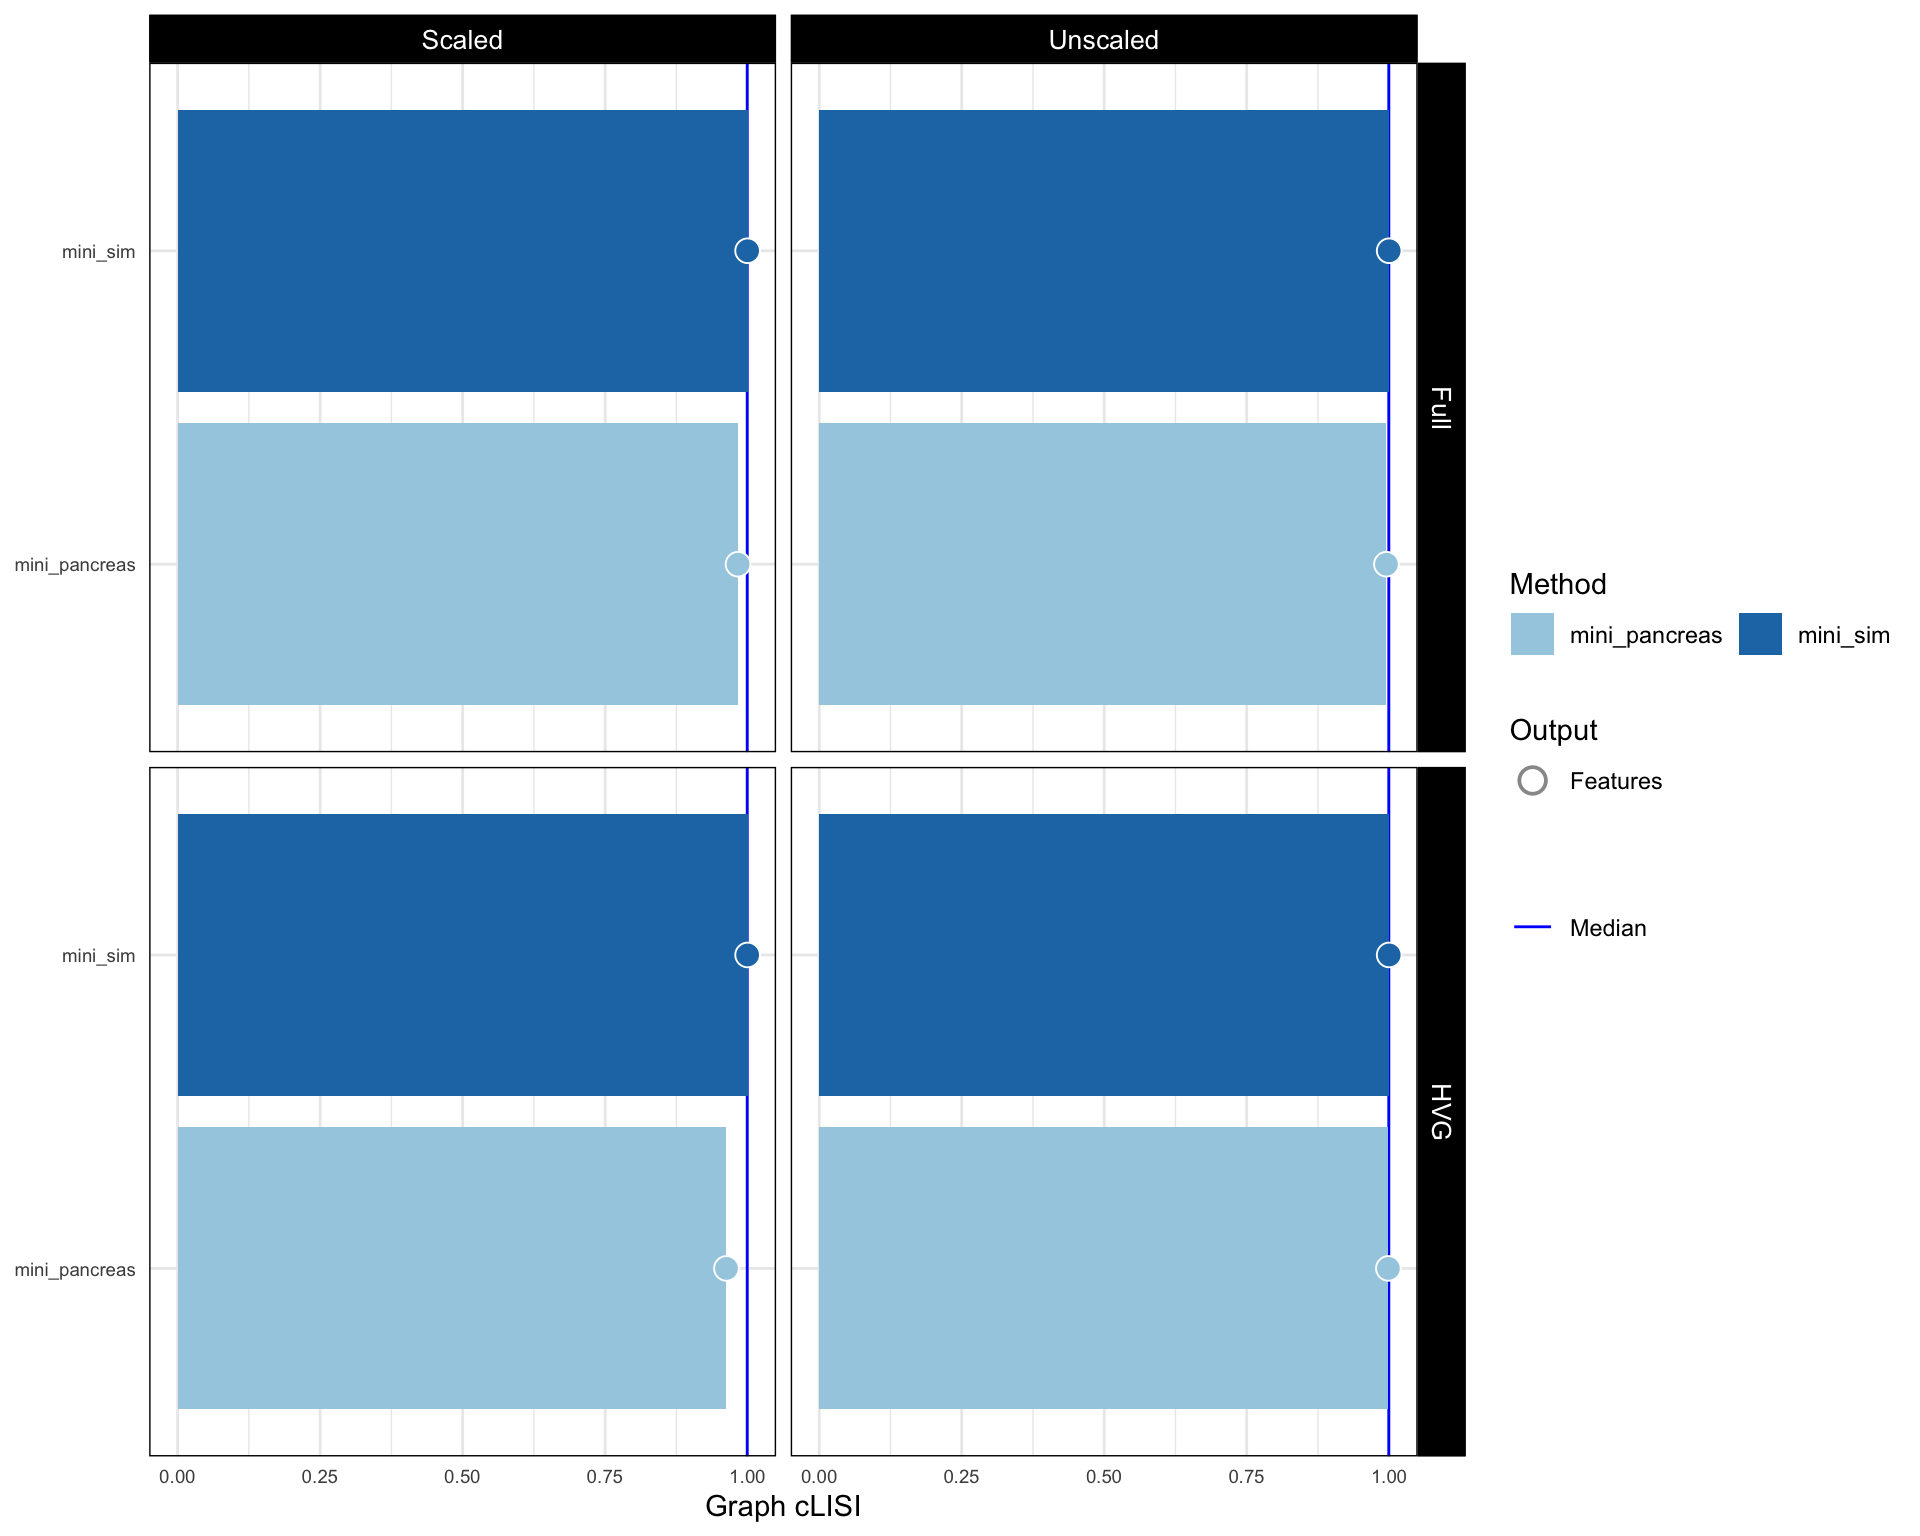 Scaled
Unscaled
mini_sim
mini_pancreas
Full
mini_sim
mini_pancreas
HVG
0.00 0.25 0.50 0.75 1.00
0.00 0.25 0.50 0.75 1.00
Graph cLISI
Method
mini_pancreas mini_sim
Output
Features
Median